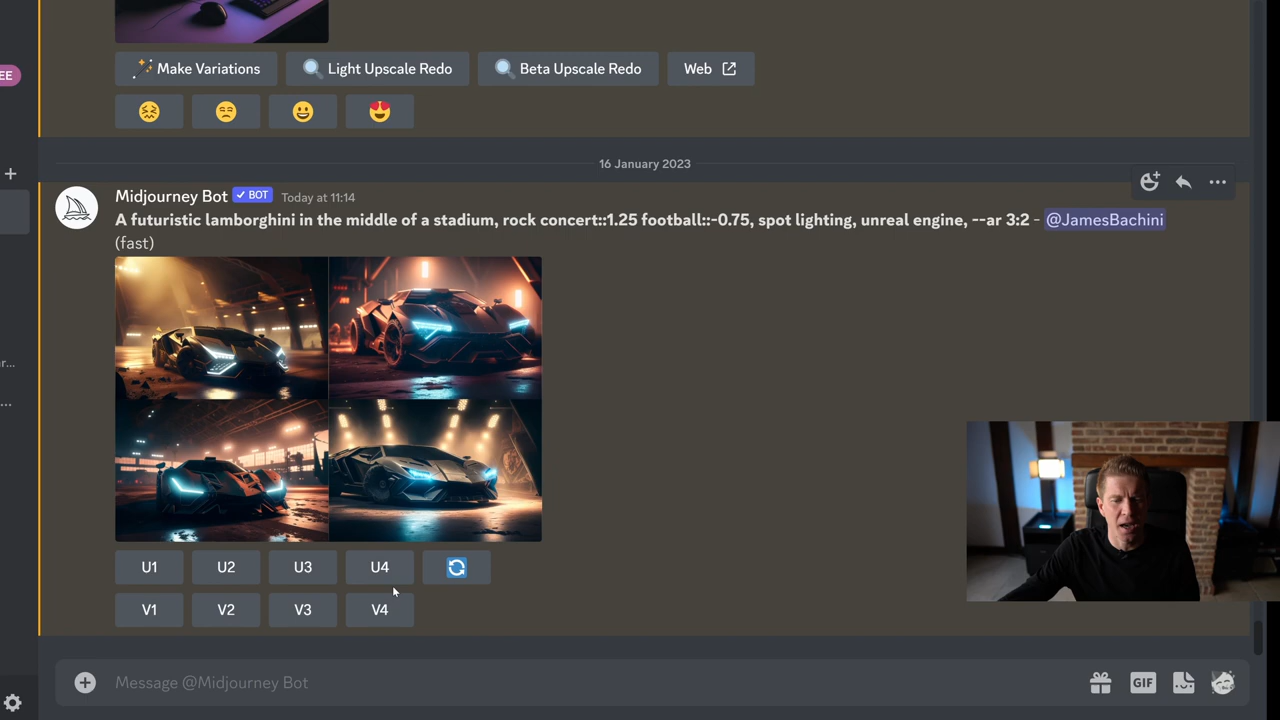 Make Variations Light Upscale Redo Beta Upscale Redo Web
EE
16 January 2023
Midjourney Bot ✓ BOT Today at 11:14
A futuristic lamborghini in the middle of a stadium, rock concert::1.25 football::-0.75, spot lighting, unreal engine, --ar 3:2 - @JamesBachini
(fast)
r...
...
U1 U2 U3 U4
V1 V2 V3 V4
Message @Midjourney Bot GIF